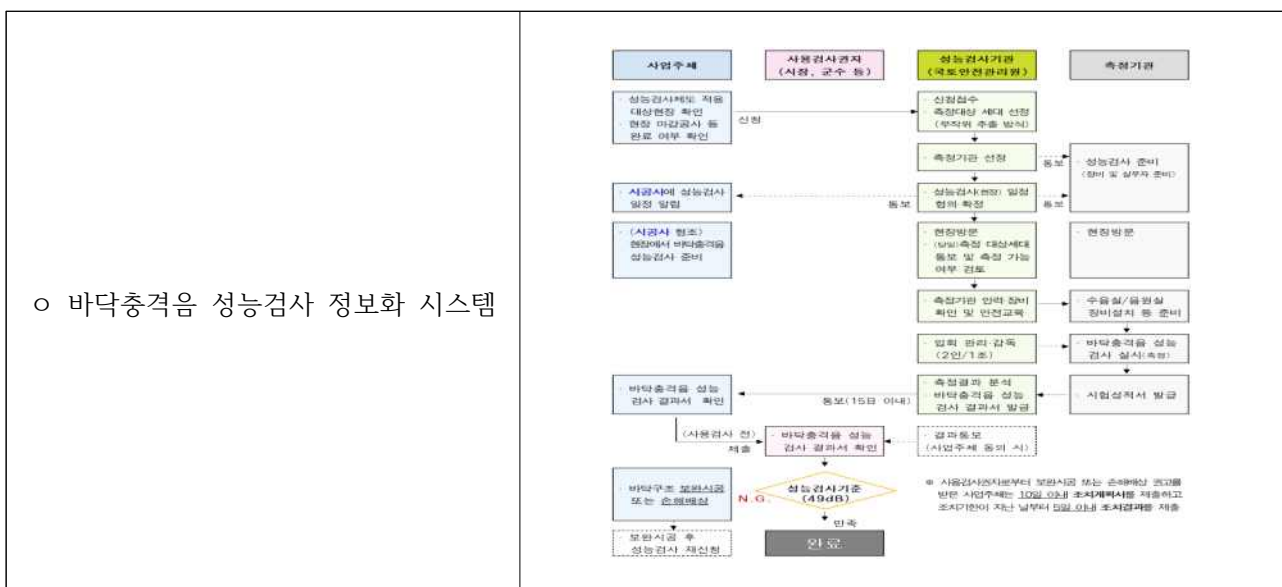 ㅇ 바닥충격음 성능검사 정보화 시스템
사업주체
사용검사권자
(시장, 군수 등)
성능검사기관
(국토안전관리원)
측정기관
· 성능검사제도 적용
대상현장 확인
· 현장 마감공사 등
완료 여부 확인
신청
· 신청접수
· 측정대상 세대 선정
(무작위 추출 방식)
· 측정기관 선정
통보
· 성능검사 준비
(장비 및 실무자 준비)
· 시공사에 성능검사
일정 알림
통보
· 성능검사(현장) 일정
협의·확정
통보
· (시공사 협조)
현장에서 바닥충격음
성능검사 준비
· 현장방문
· (당일)측정 대상세대
통보 및 측정 가능
여부 검토
· 현장방문
· 측정기관 인력·장비
확인 및 안전교육
· 수음실/음원실
장비설치 등 준비
· 입회 관리·감독
(2인/1조)
· 바닥충격음 성능
검사 실시(측정)
· 바닥충격음 성능
검사 결과서 확인
통보(15日 이내)
· 측정결과 분석
· 바닥충격음 성능
검사 결과서 발급
· 시험성적서 발급
(사용검사 전)
제출
· 바닥충격음 성능
검사 결과서 확인
· 결과통보
(사업주체 동의 시)
· 바닥구조 보완시공
또는 손해배상
N.G.
성능검사기준
(49dB)
※ 사용검사권자로부터 보완시공 또는 손해배상 권고를
받은 사업주체는 10일 이내 조치계획서를 제출하고
조치기한이 지난 날부터 5일 이내 조치결과를 제출
만족
· 보완시공 후
성능검사 재신청
완료